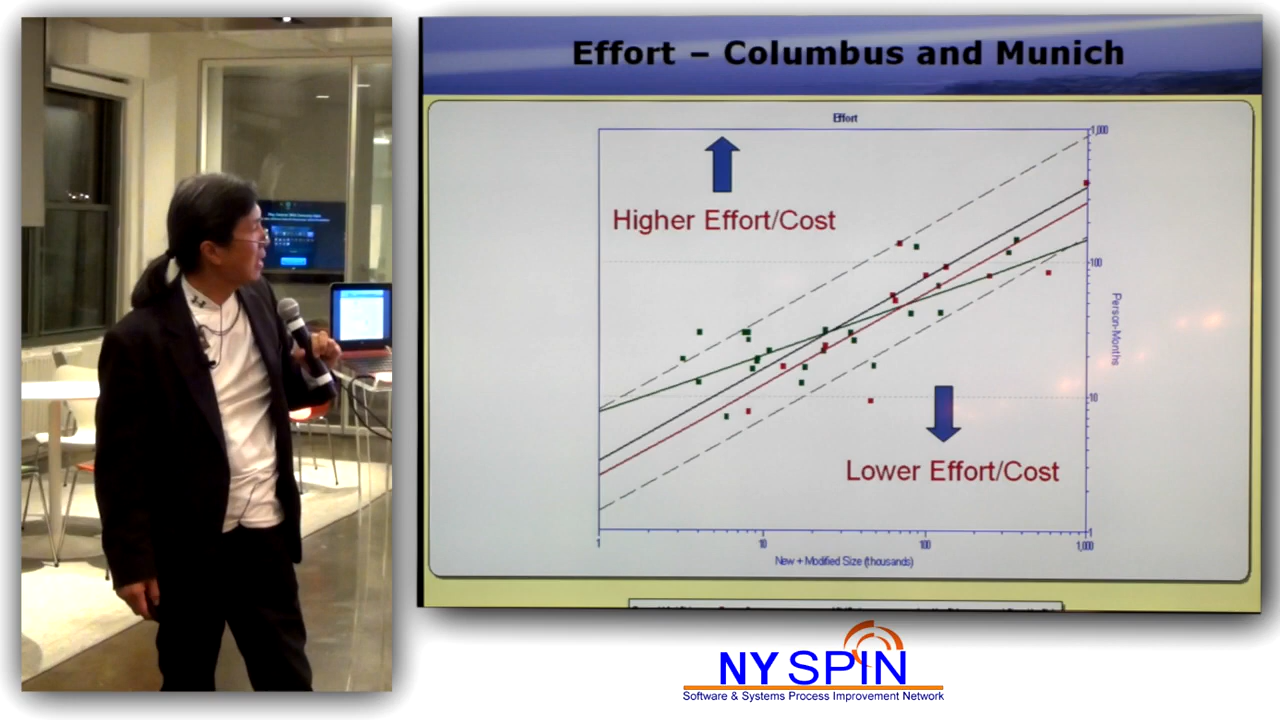 Effort – Columbus and Munich
Effort
1,000
Higher Effort/Cost
100
Person-Months
10
Lower Effort/Cost
1
1
10
100
1,000
New + Modified Size (thousands)
NY SPIN
Software & Systems Process Improvement Network